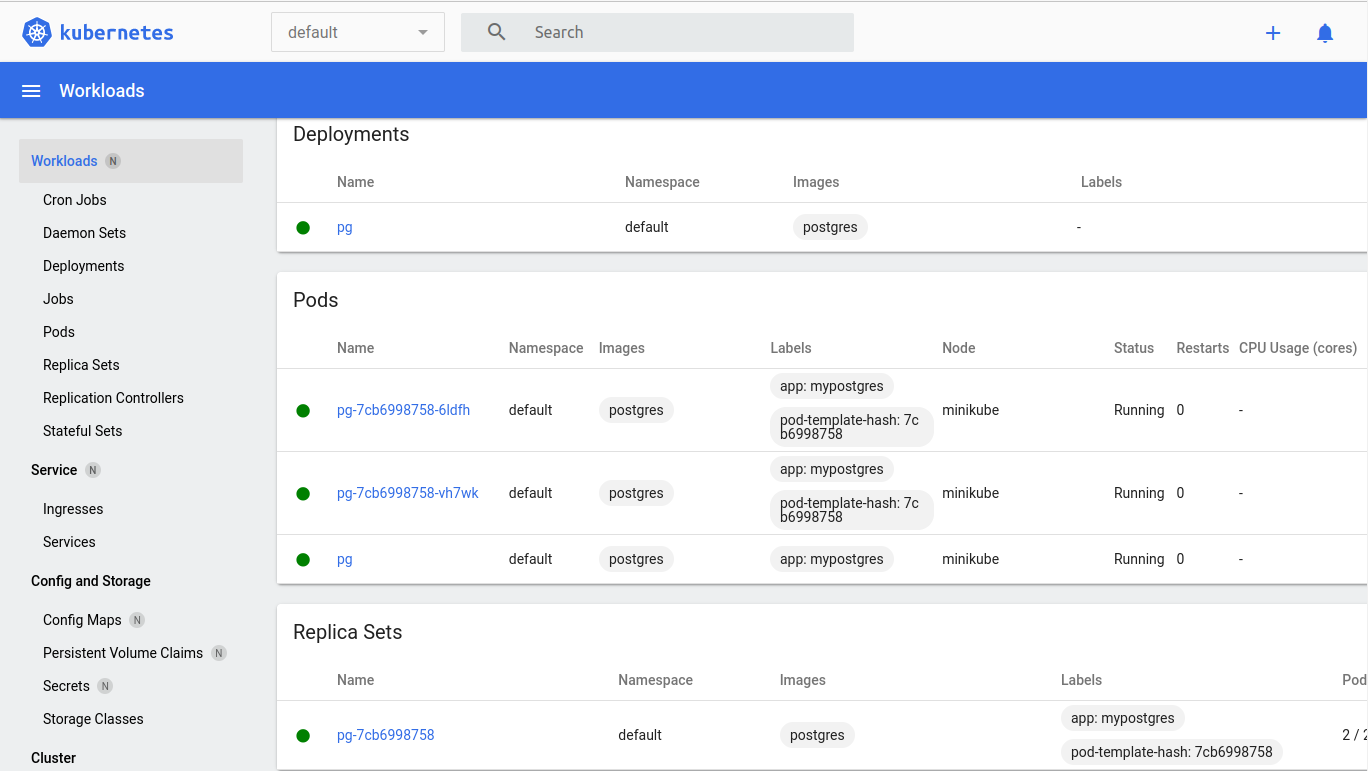 kubernetes
default
Search
Workloads
Workloads N
Cron Jobs
Daemon Sets
Deployments
Jobs
Pods
Replica Sets
Replication Controllers
Stateful Sets
Service N
Ingresses
Services
Config and Storage
Config Maps N
Persistent Volume Claims N
Secrets N
Storage Classes
Cluster
Deployments
Name Namespace Images Labels
pg default postgres -
Pods
Name Namespace Images Labels Node Status Restarts CPU Usage (cores)
app: mypostgres
pg-7cb6998758-6ldfh default postgres minikube Running 0 -
pod-template-hash: 7c
b6998758
app: mypostgres
pg-7cb6998758-vh7wk default postgres minikube Running 0 -
pod-template-hash: 7c
b6998758
pg default postgres app: mypostgres minikube Running 0 -
Replica Sets
Name Namespace Images Labels Pod
app: mypostgres
pg-7cb6998758 default postgres 2 / 2
pod-template-hash: 7cb6998758